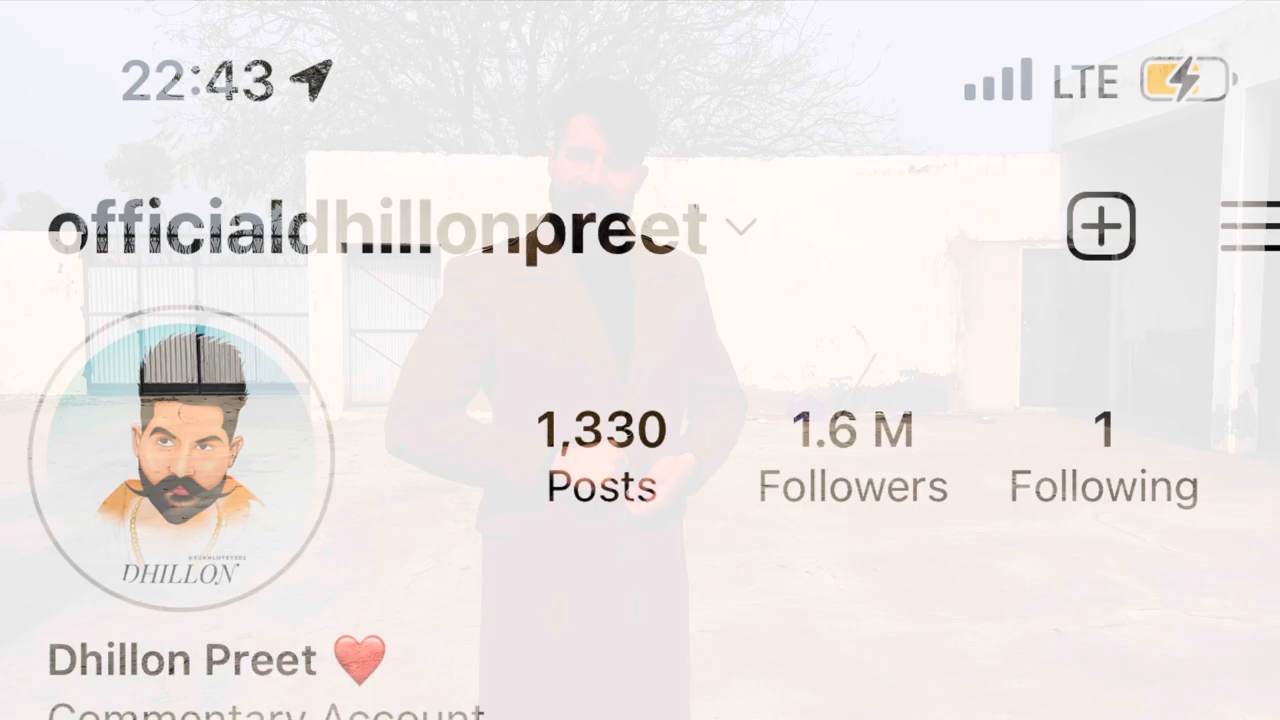 22:43 LTE
officialdhillonpreet
1,330 1.6 M 1
Posts Followers Following
DHILLON
Dhillon Preet ❤️
Commentary Account